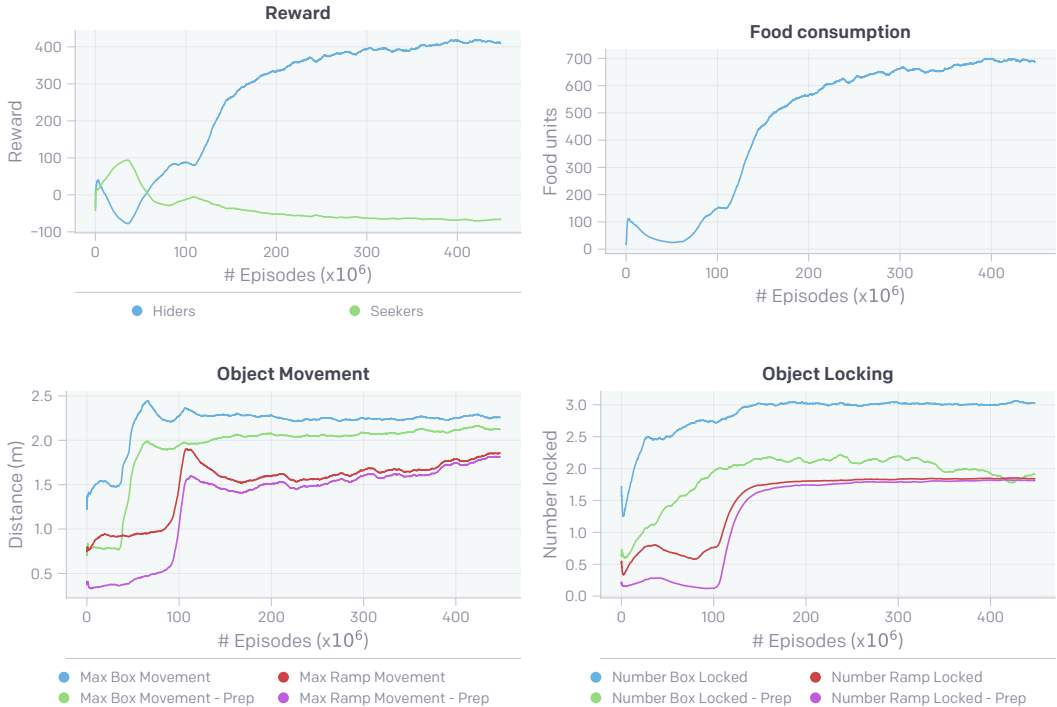 Reward
400
300
200
100
0
−100
Reward
0
100
200
300
400
# Episodes (x10⁶)
Hiders
Seekers
Food consumption
700
600
500
400
300
200
100
0
Food units
0
100
200
300
400
# Episodes (x10⁶)
Object Movement
2.5
2.0
1.5
1.0
0.5
Distance (m)
0
100
200
300
400
# Episodes (x10⁶)
Max Box Movement
Max Ramp Movement
Max Box Movement - Prep
Max Ramp Movement - Prep
Object Locking
3.0
2.5
2.0
1.5
1.0
0.5
0.0
Number locked
0
100
200
300
400
# Episodes (x10⁶)
Number Box Locked
Number Ramp Locked
Number Box Locked - Prep
Number Ramp Locked - Prep